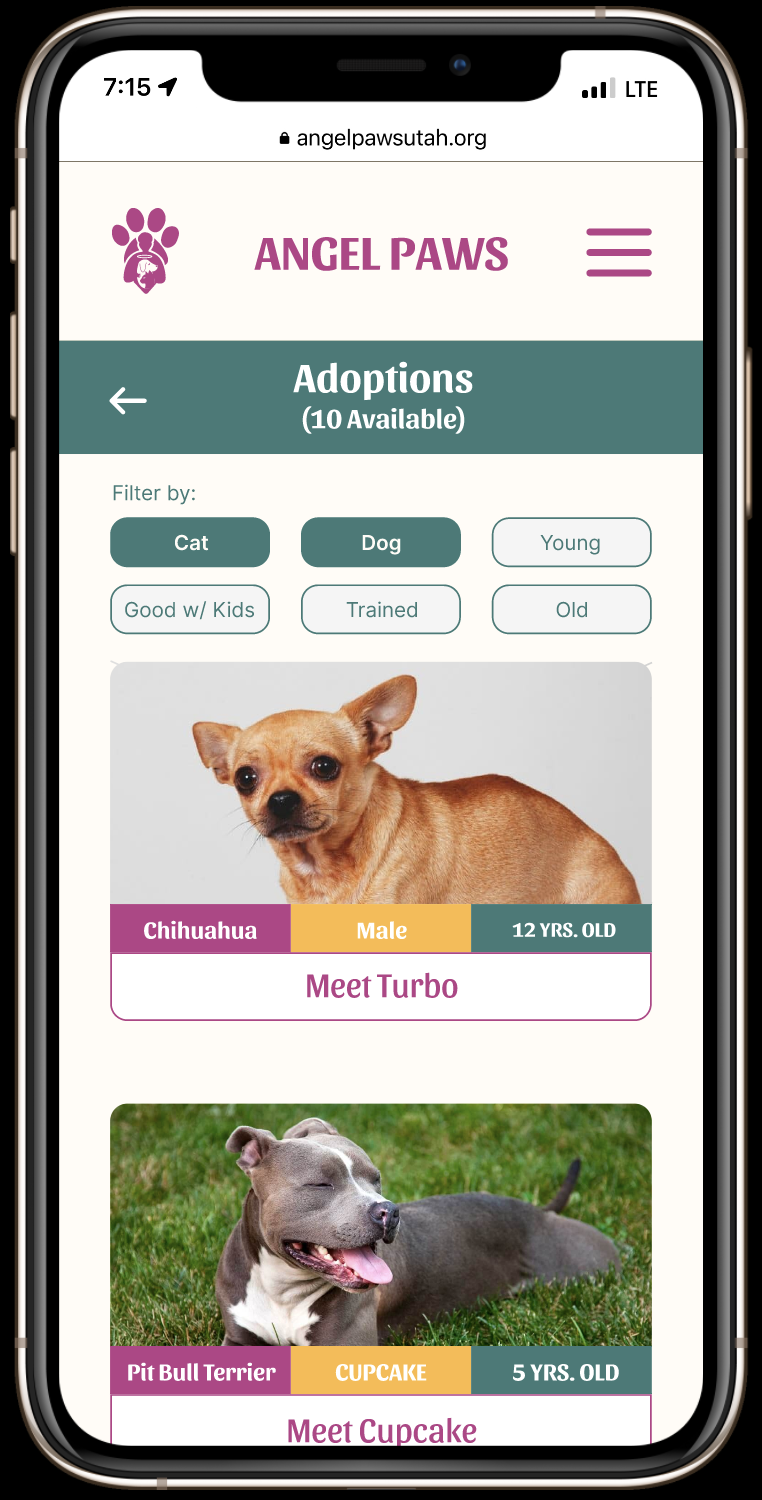 7:15 LTE
angelpawsutah.org
ANGEL PAWS
Adoptions
(10 Available)
Filter by:
Cat Dog Young
Good w/ Kids Trained Old
Chihuahua Male 12 YRS. OLD
Meet Turbo
Pit Bull Terrier CUPCAKE 5 YRS. OLD
Meet Cupcake